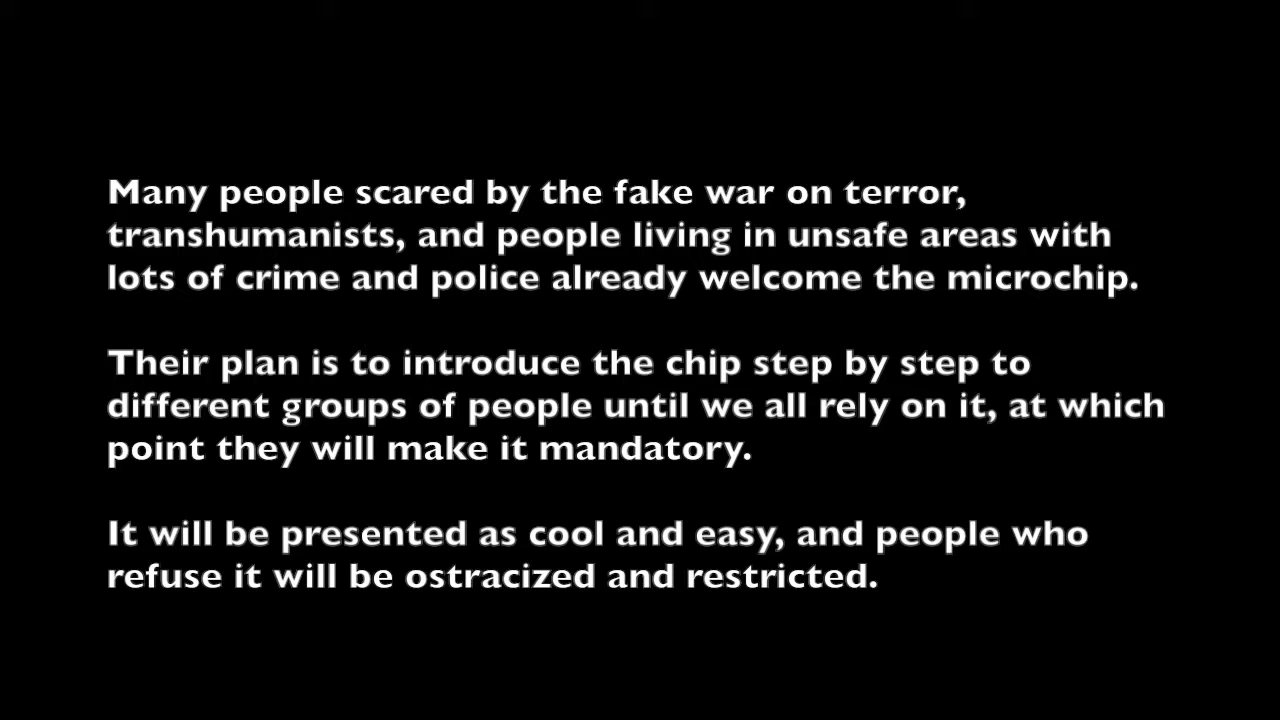 Many people scared by the fake war on terror,
transhumanists, and people living in unsafe areas with
lots of crime and police already welcome the microchip.
Their plan is to introduce the chip step by step to
different groups of people until we all rely on it, at which
point they will make it mandatory.
It will be presented as cool and easy, and people who
refuse it will be ostracized and restricted.